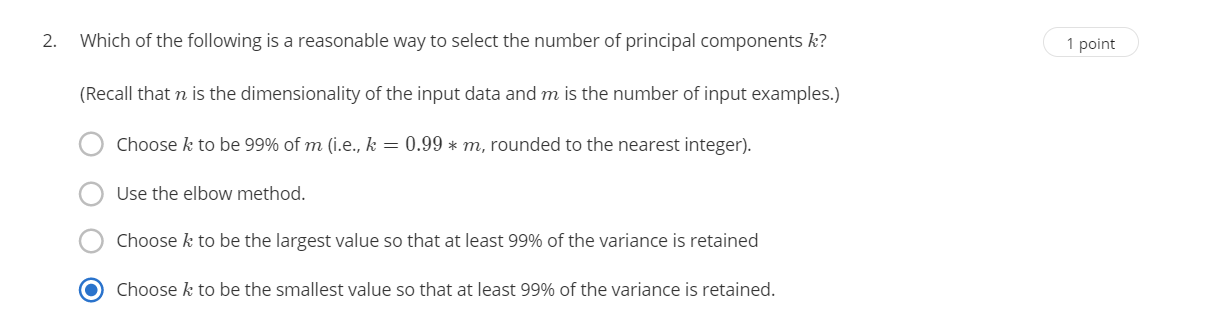 2. Which of the following is a reasonable way to select the number of principal components k?
1 point
(Recall that n is the dimensionality of the input data and m is the number of input examples.)
Choose k to be 99% of m (i.e., k = 0.99 ∗ m, rounded to the nearest integer).
Use the elbow method.
Choose k to be the largest value so that at least 99% of the variance is retained
Choose k to be the smallest value so that at least 99% of the variance is retained.